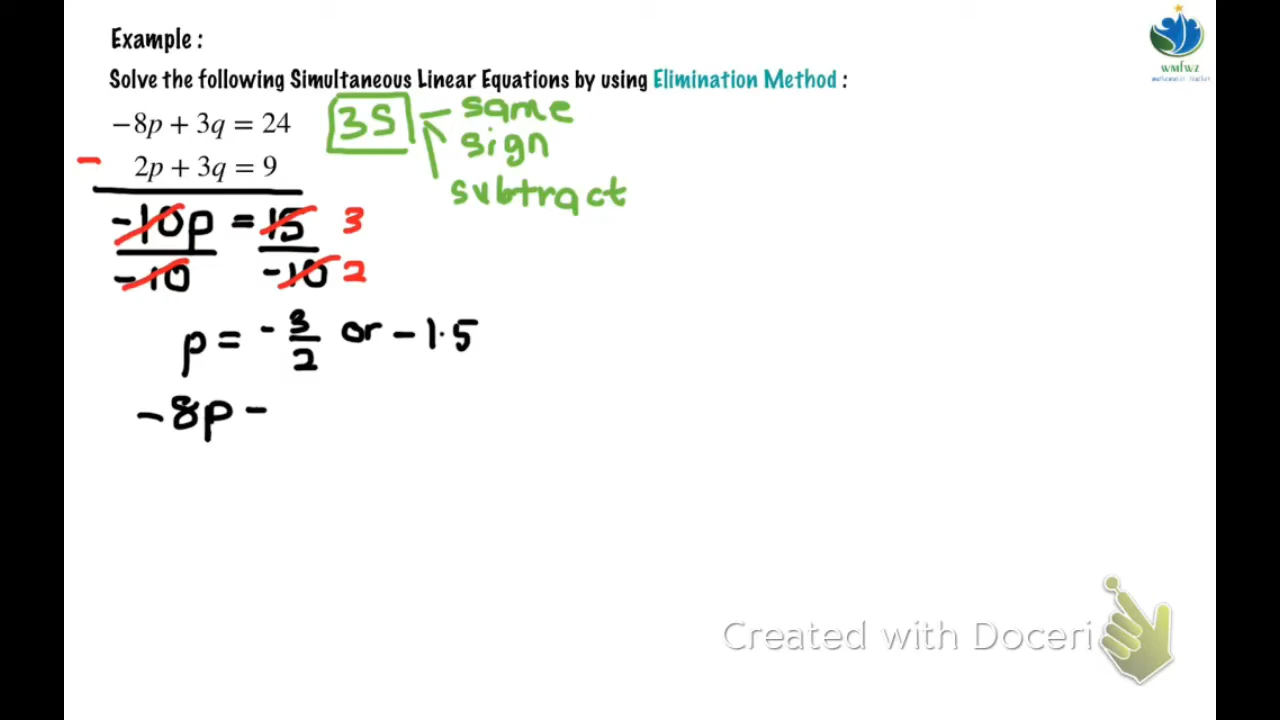 Example :
WMFWZ
Solve the following Simultaneous Linear Equations by using Elimination Method :
-8p + 3q = 24
3S same
sign
subtract
- 2p + 3q = 9
-10p = 15 3
-10 -10 2
p = - 3/2 or -1.5
-8p -
Created with Doceri